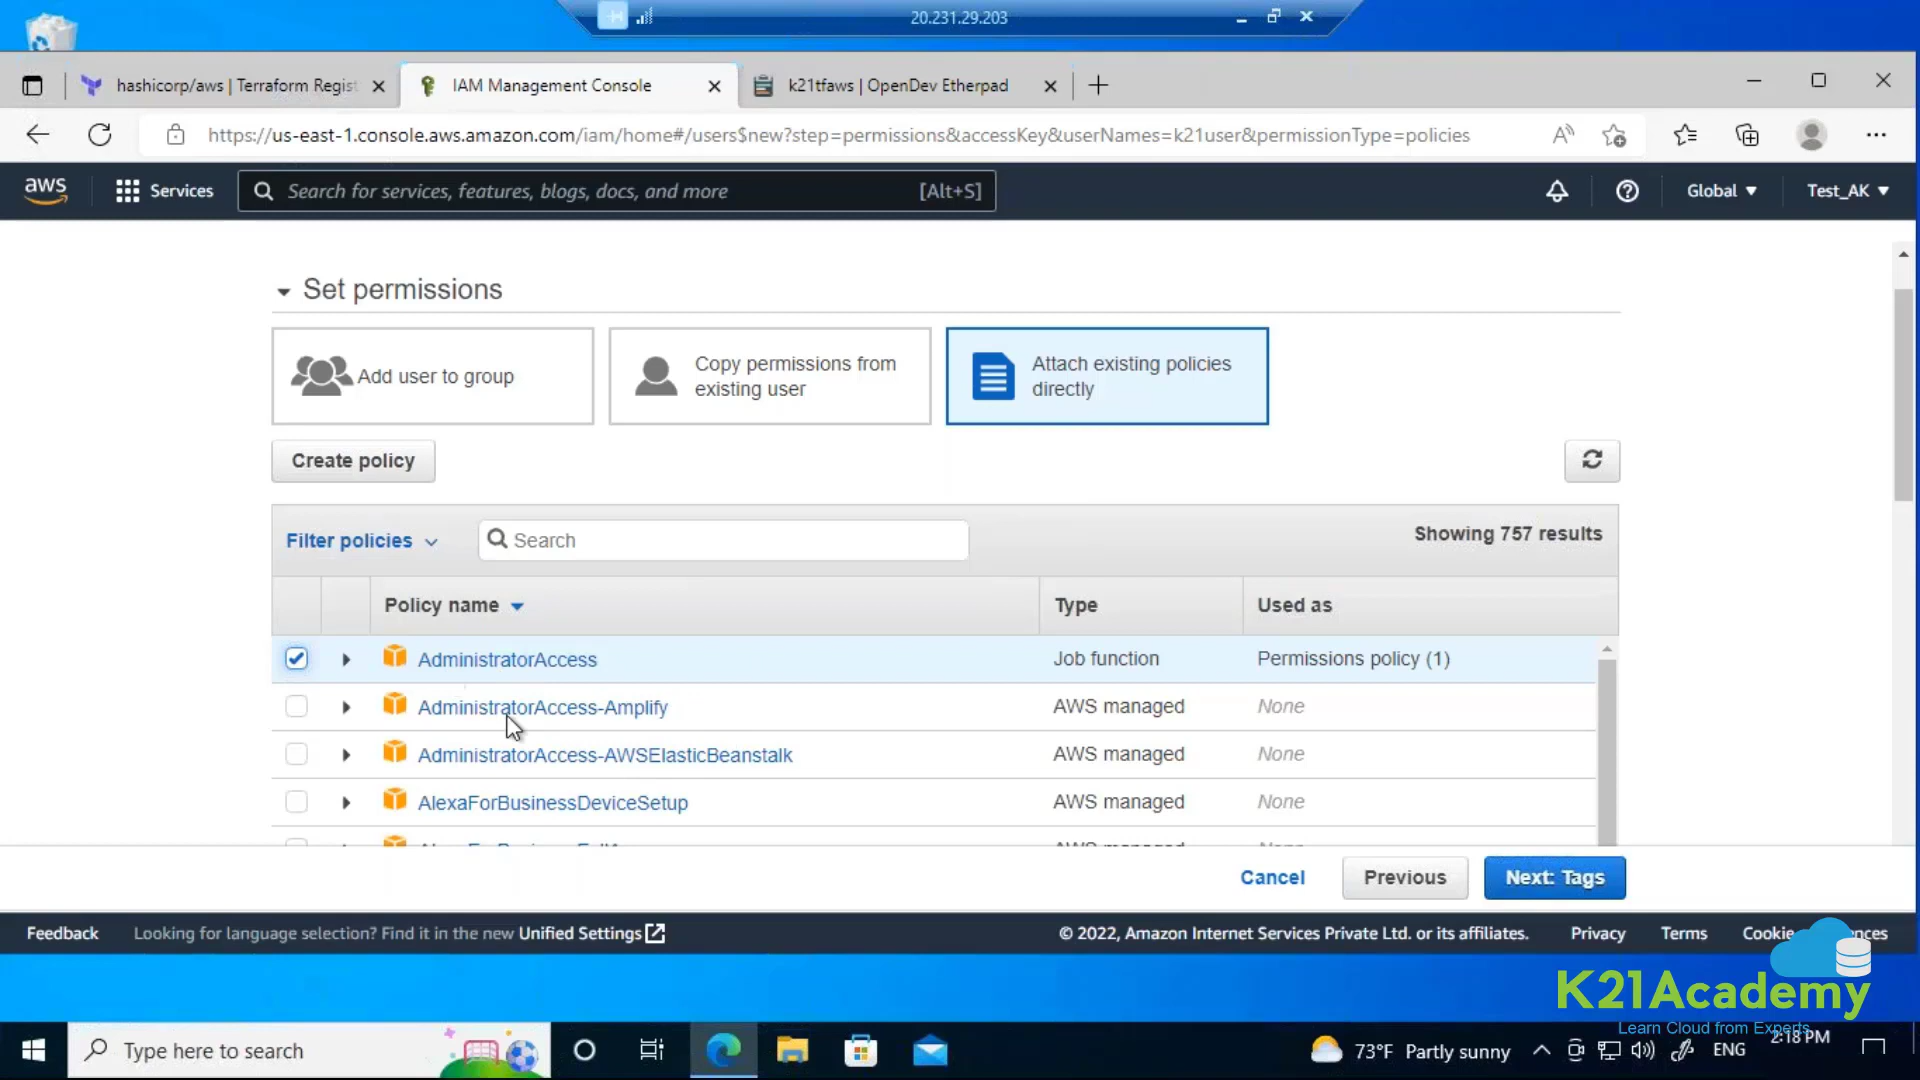 20.231.29.203
hashicorp/aws | Terraform Regist
IAM Management Console
k21tfaws | OpenDev Etherpad
https://us-east-1.console.aws.amazon.com/iam/home#/users$new?step=permissions&accessKey&userNames=k21user&permissionType=policies
aws
Services
Search for services, features, blogs, docs, and more
[Alt+S]
Global
Test_AK
Set permissions
Add user to group
Copy permissions from
existing user
Attach existing policies
directly
Create policy
Filter policies
Search
Showing 757 results
Policy name
Type
Used as
AdministratorAccess
Job function
Permissions policy (1)
AdministratorAccess-Amplify
AWS managed
None
AdministratorAccess-AWSElasticBeanstalk
AWS managed
None
AlexaForBusinessDeviceSetup
AWS managed
None
Cancel
Previous
Next: Tags
Feedback
Looking for language selection? Find it in the new Unified Settings
© 2022, Amazon Internet Services Private Ltd. or its affiliates.
Privacy
Terms
Cookie
nces
K21Academy
Learn Cloud from Experts
Type here to search
73°F Partly sunny
ENG
2:18 PM